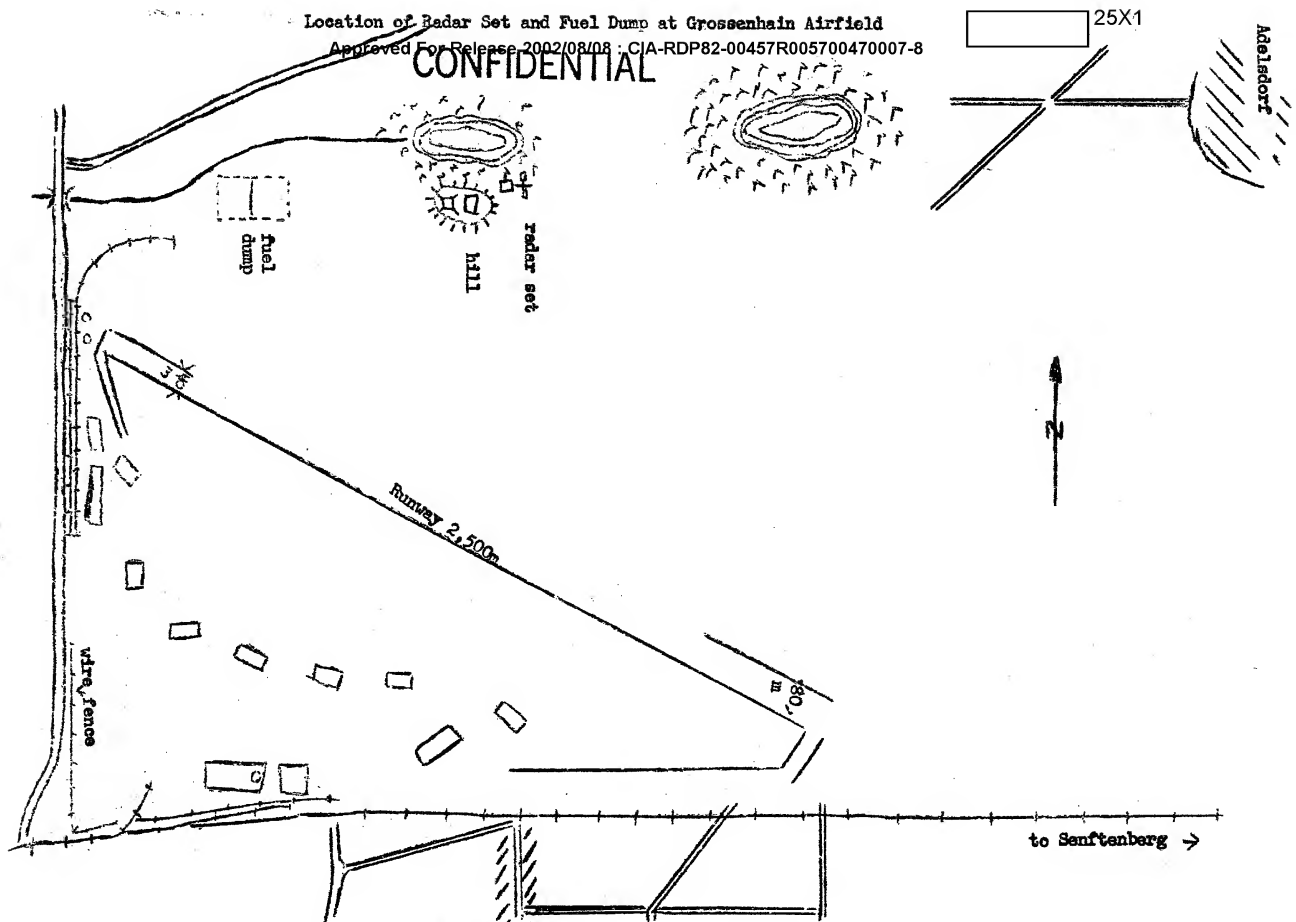 Location of Radar Set and Fuel Dump at Grossenhain Airfield
Approved For Release 2002/08/08 : CIA-RDP82-00457R005700470007-8
CONFIDENTIAL
25X1
Adelsdorf
fuel
dump
hill
radar set
Runway 2,500m
80
m
80
m
wire fence
N
to Senftenberg →